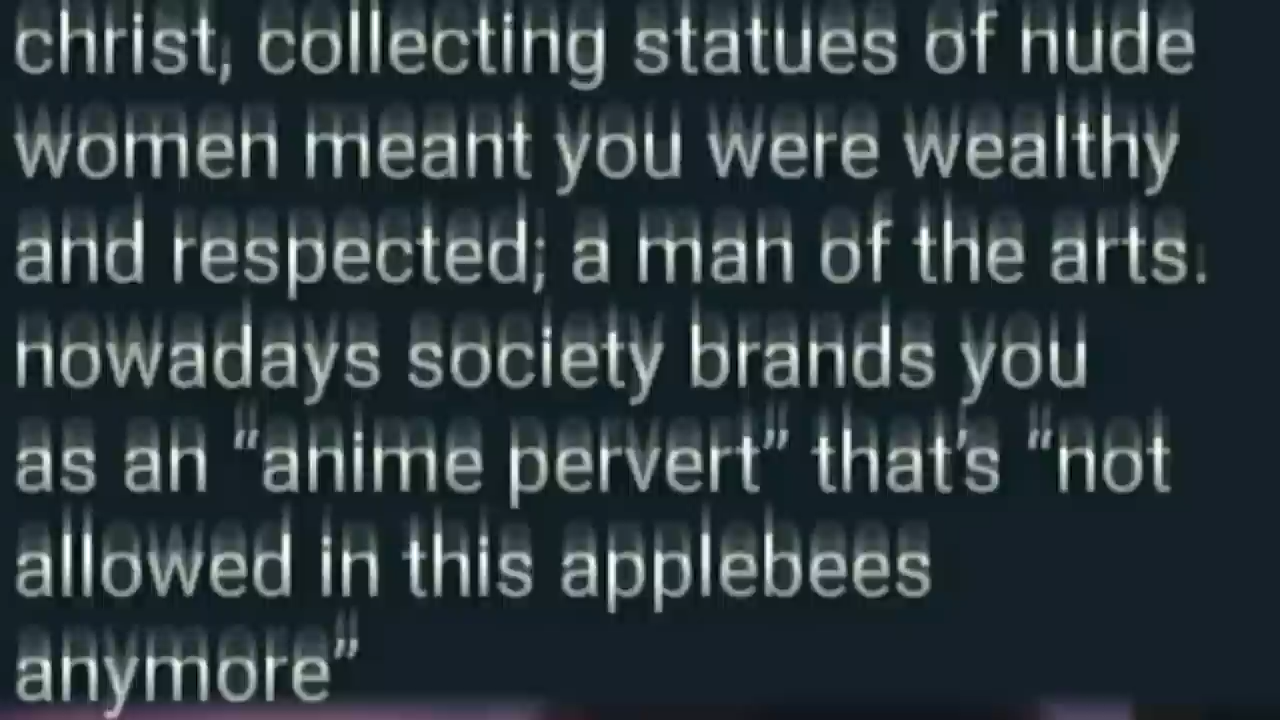 christ, collecting statues of nude
women meant you were wealthy
and respected; a man of the arts.
nowadays society brands you
as an “anime pervert” that’s “not
allowed in this applebees
anymore”